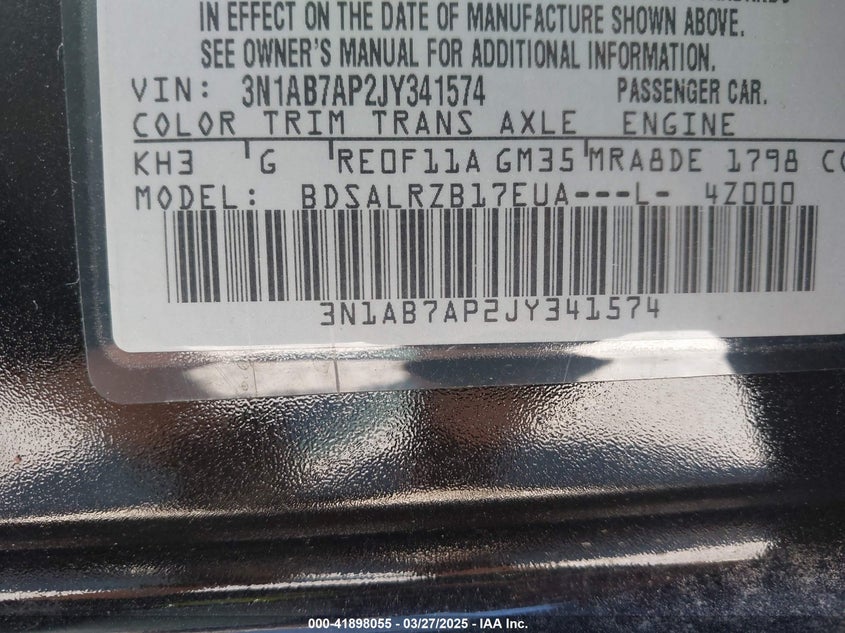 IN EFFECT ON THE DATE OF MANUFACTURE SHOWN ABOVE.
SEE OWNER'S MANUAL FOR ADDITIONAL INFORMATION.
VIN: 3N1AB7AP2JY341574 PASSENGER CAR.
COLOR TRIM TRANS AXLE ENGINE
KH3 G RE0F11A GM35 MRA8DE 1798 CC
MODEL: BDSALRZB17EUA---L- 4Z000
3N1AB7AP2JY341574
000-41898055 - 03/27/2025 - IAA Inc.